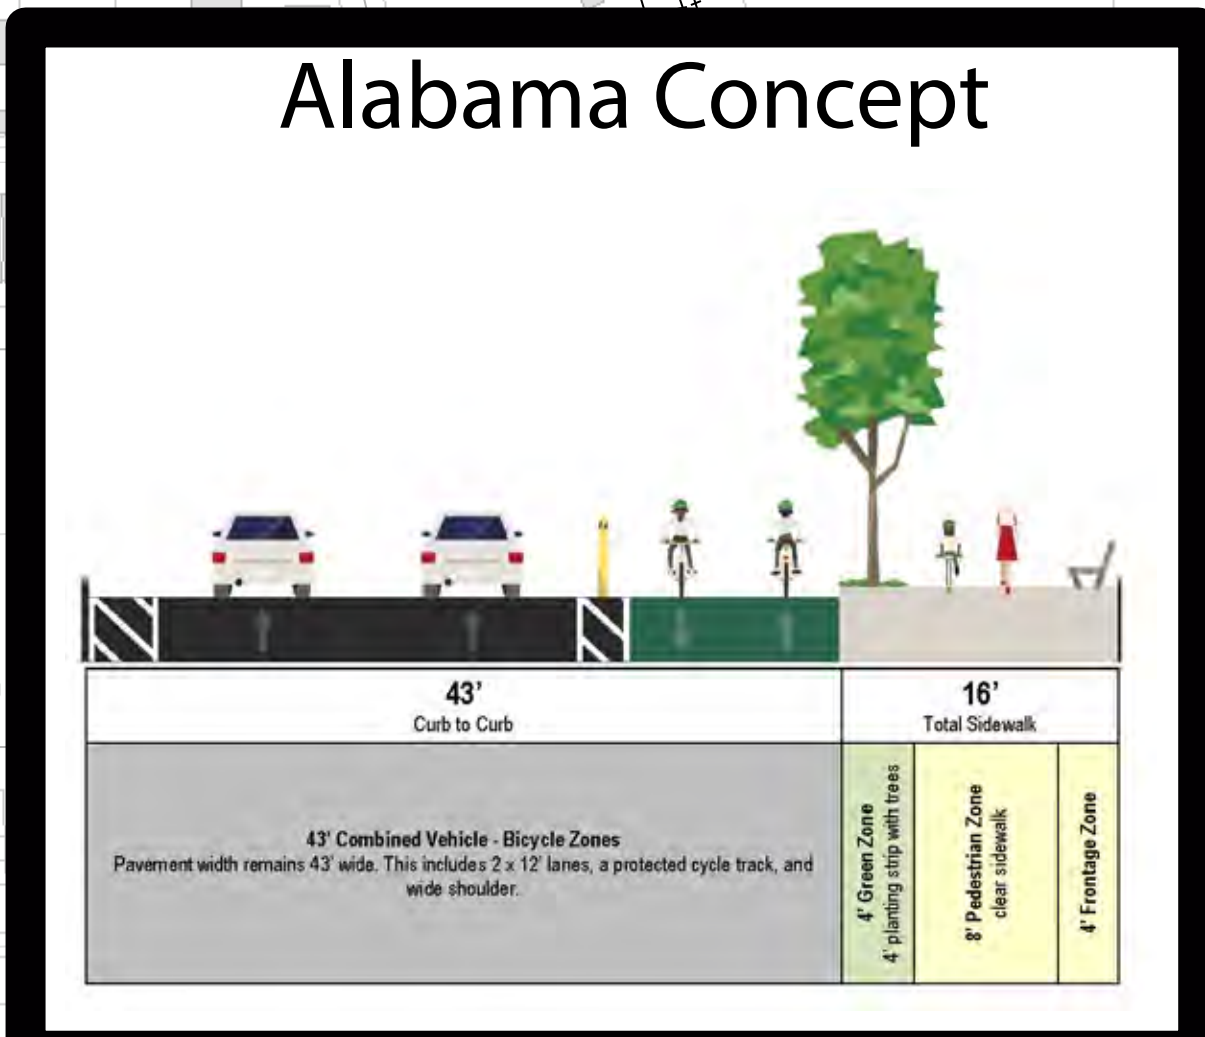 Alabama Concept
43'
Curb to Curb
16'
Total Sidewalk
43' Combined Vehicle - Bicycle Zones
Pavement width remains 43' wide. This includes 2 x 12' lanes, a protected cycle track, and
wide shoulder.
4' Green Zone
4' planting strip with trees
8' Pedestrian Zone
clear sidewalk
4' Frontage Zone